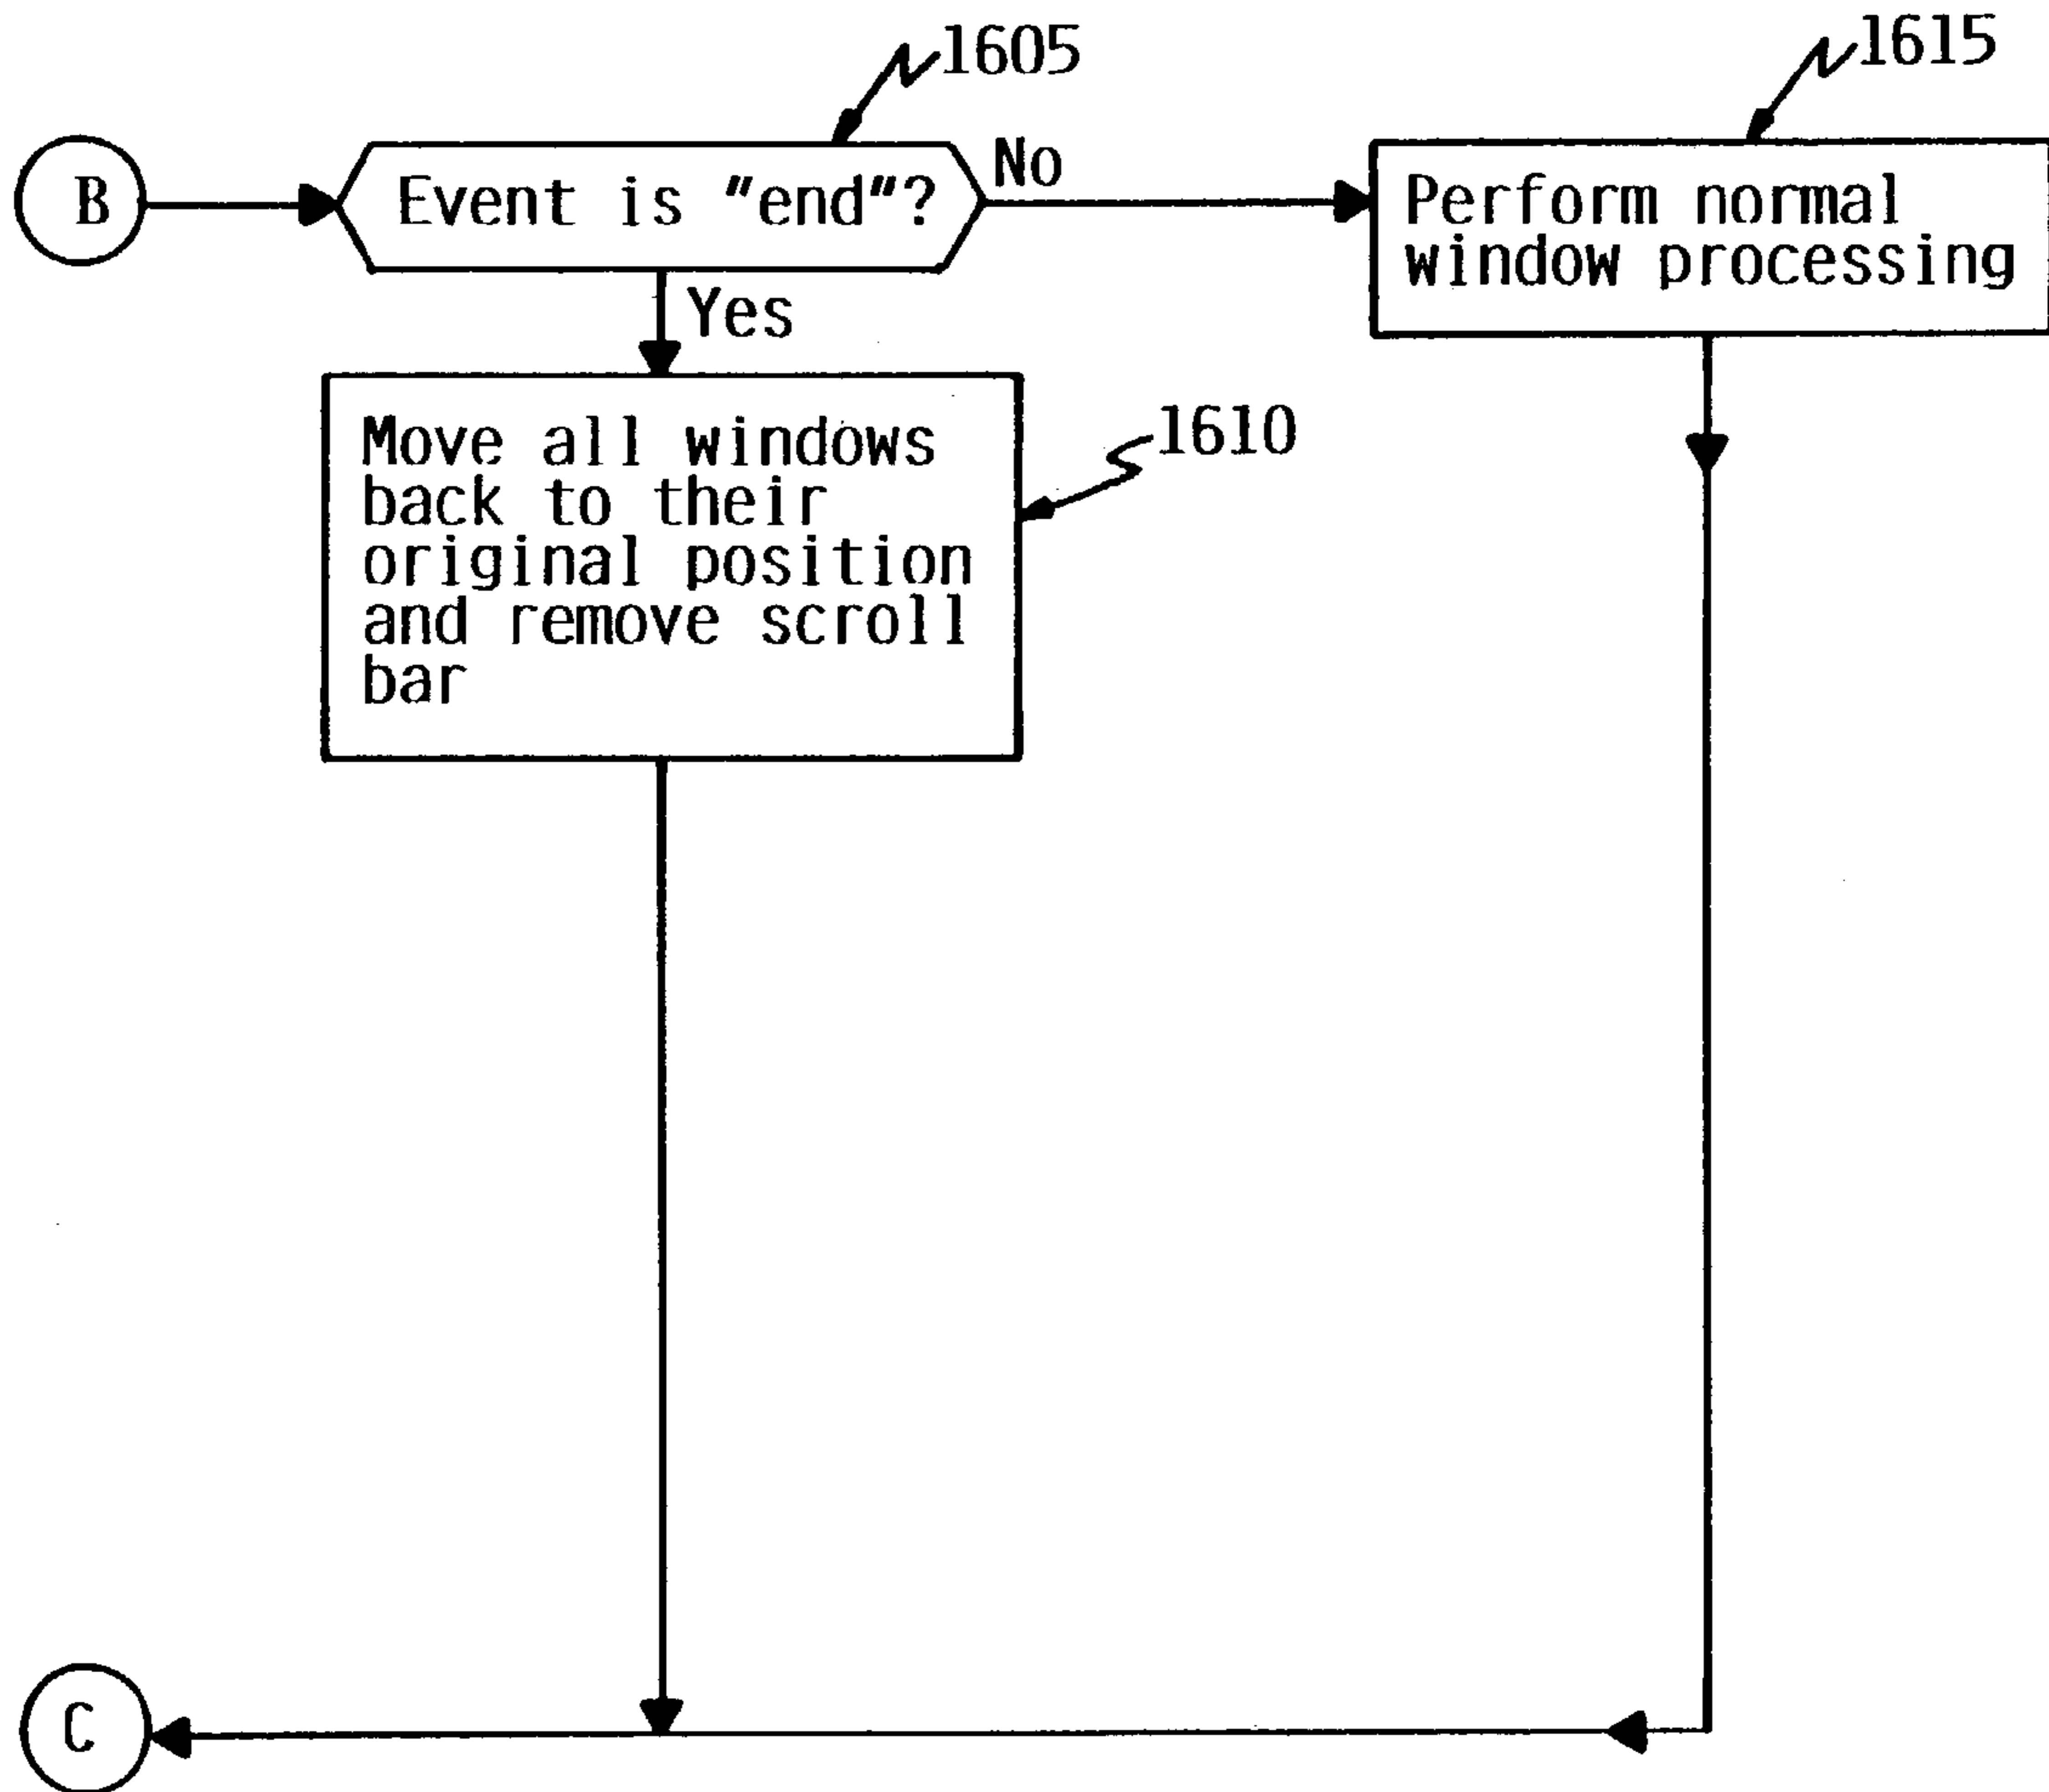 1605
1615
B
Event is "end"?
No
Perform normal
window processing
Yes
Move all windows
back to their
original position
and remove scroll
bar
1610
C